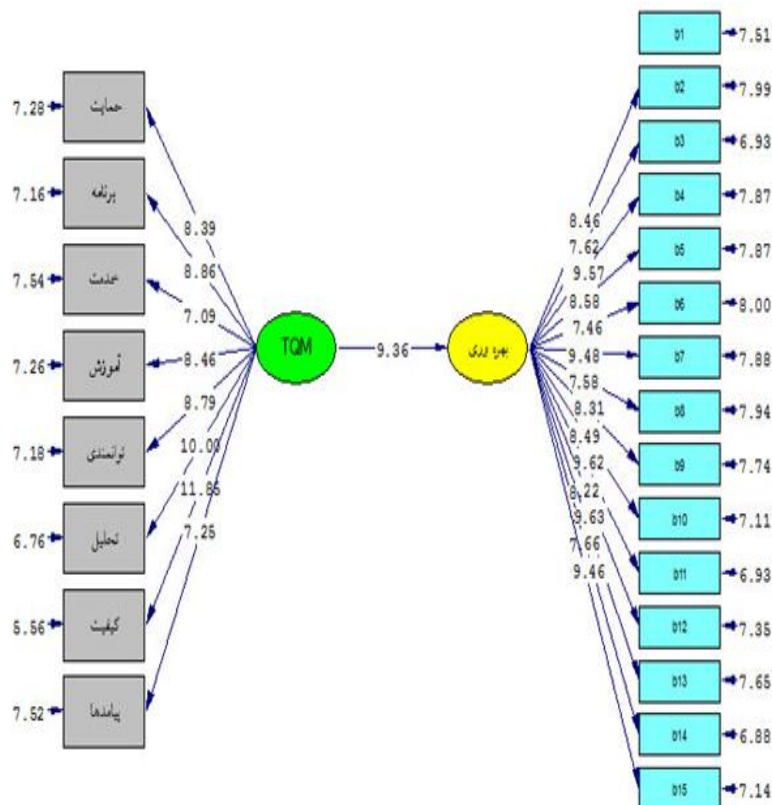 7.28 حمایت
7.16 برنامه
7.54 خدمت
7.26 آموزش
7.18 توانمندی
6.76 تحلیل
5.56 کیفیت
7.52 پیامدها
8.39
8.86
7.09
8.46
8.79
10.00
11.85
7.25
TQM
9.36
بهره وری
8.46
7.62
9.57
8.58
7.46
9.48
7.58
8.31
8.49
9.62
8.22
9.63
7.66
9.46
b1 7.51
b2 7.99
b3 6.93
b4 7.87
b5 7.87
b6 8.00
b7 7.88
b8 7.94
b9 7.74
b10 7.11
b11 6.93
b12 7.35
b13 7.65
b14 6.88
b15 7.14